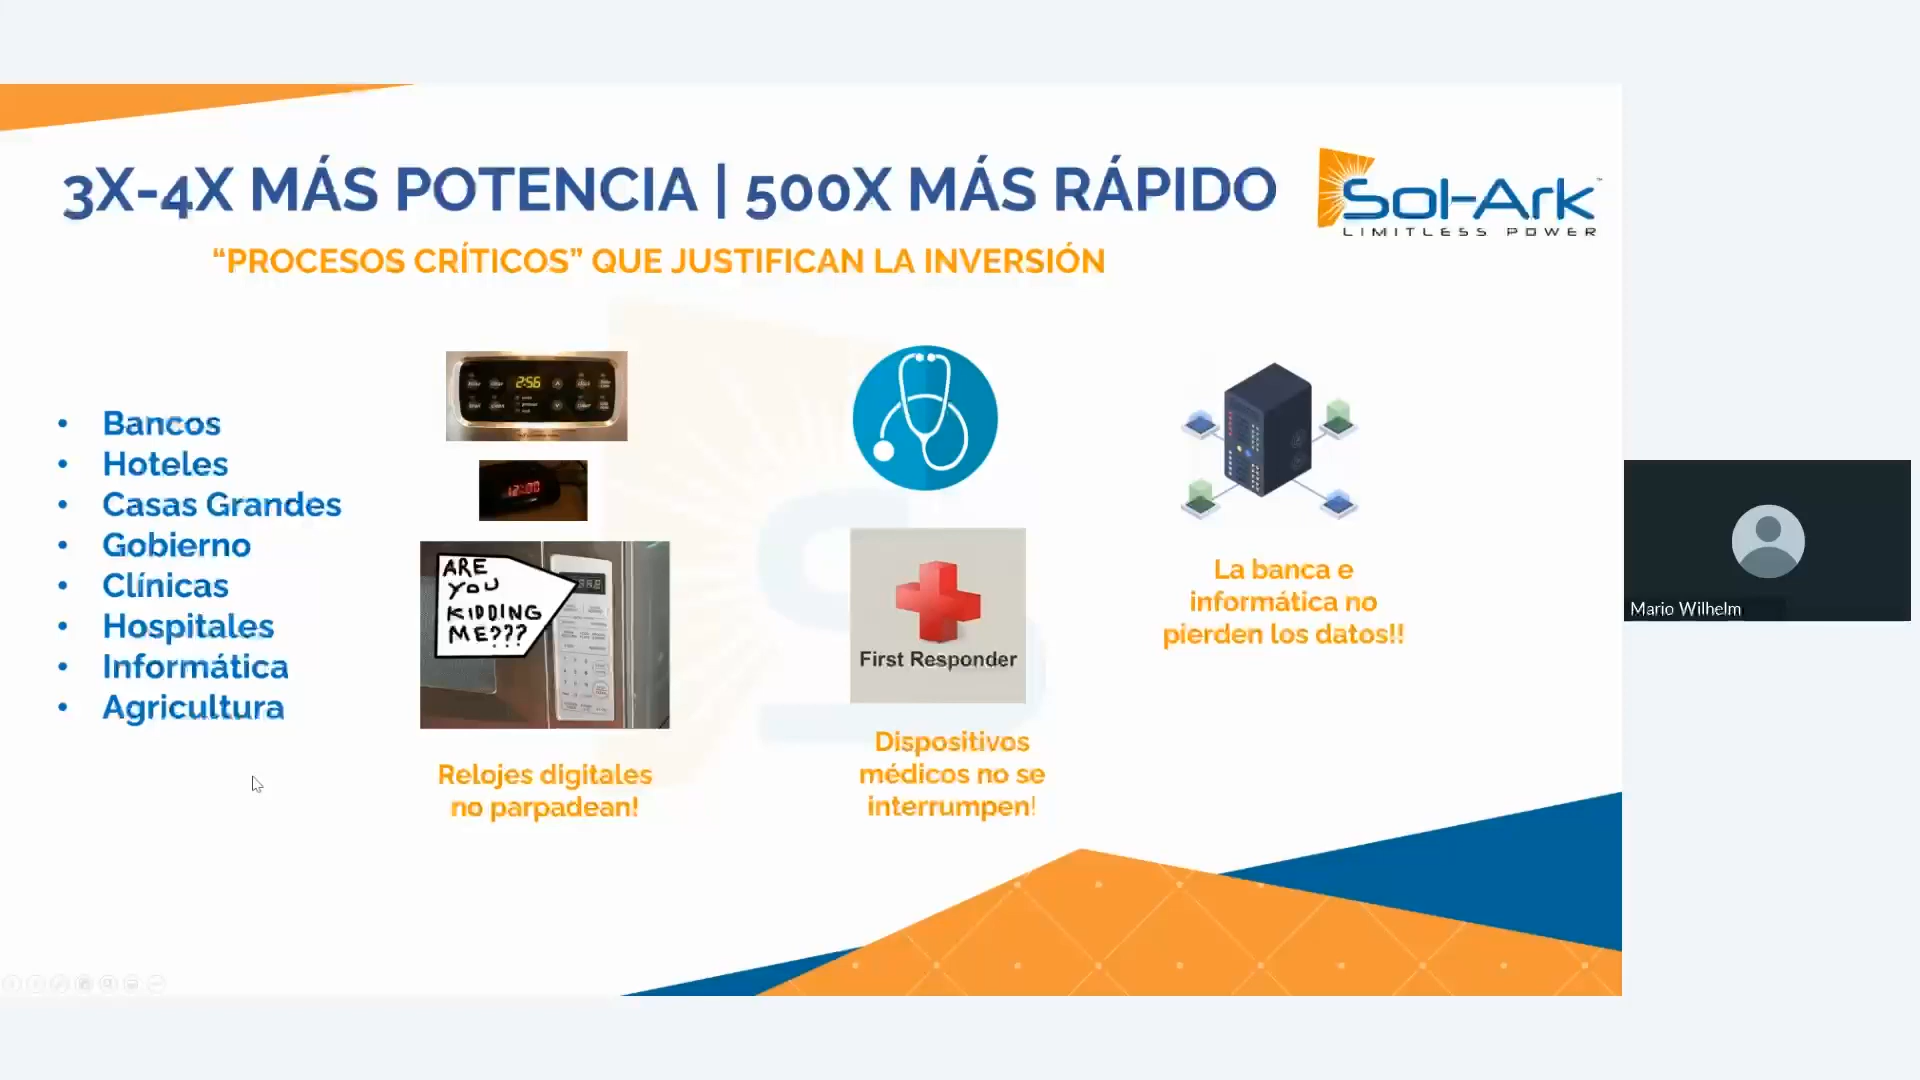 3X-4X MÁS POTENCIA | 500X MÁS RÁPIDO
Sol-Ark
LIMITLESS POWER
“PROCESOS CRÍTICOS” QUE JUSTIFICAN LA INVERSIÓN
• Bancos
• Hoteles
• Casas Grandes
• Gobierno
• Clínicas
• Hospitales
• Informática
• Agricultura
2:56
12:00
ARE
YOU
KIDDING
ME???
Relojes digitales
no parpadean!
First Responder
Dispositivos
médicos no se
interrumpen!
La banca e
informática no
pierden los datos!!
Mario Wilhelm